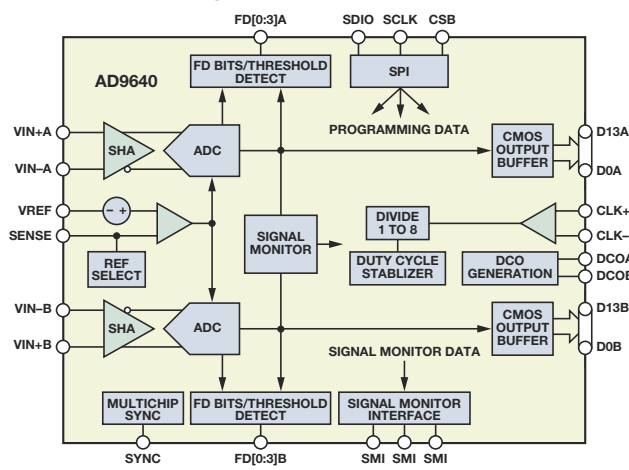 FD[0:3]A
SDIO SCLK CSB
AD9640
FD BITS/THRESHOLD
DETECT
SPI
PROGRAMMING DATA
VIN+A
VIN–A
SHA
ADC
CMOS
OUTPUT
BUFFER
D13A
D0A
VREF
SENSE
– +
REF
SELECT
SIGNAL
MONITOR
DIVIDE
1 TO 8
DUTY CYCLE
STABLIZER
DCO
GENERATION
CLK+
CLK–
DCOA
DCOB
VIN–B
VIN+B
SHA
ADC
CMOS
OUTPUT
BUFFER
D13B
D0B
SIGNAL MONITOR DATA
MULTICHIP
SYNC
FD BITS/THRESHOLD
DETECT
SIGNAL MONITOR
INTERFACE
SYNC
FD[0:3]B
SMI SMI SMI